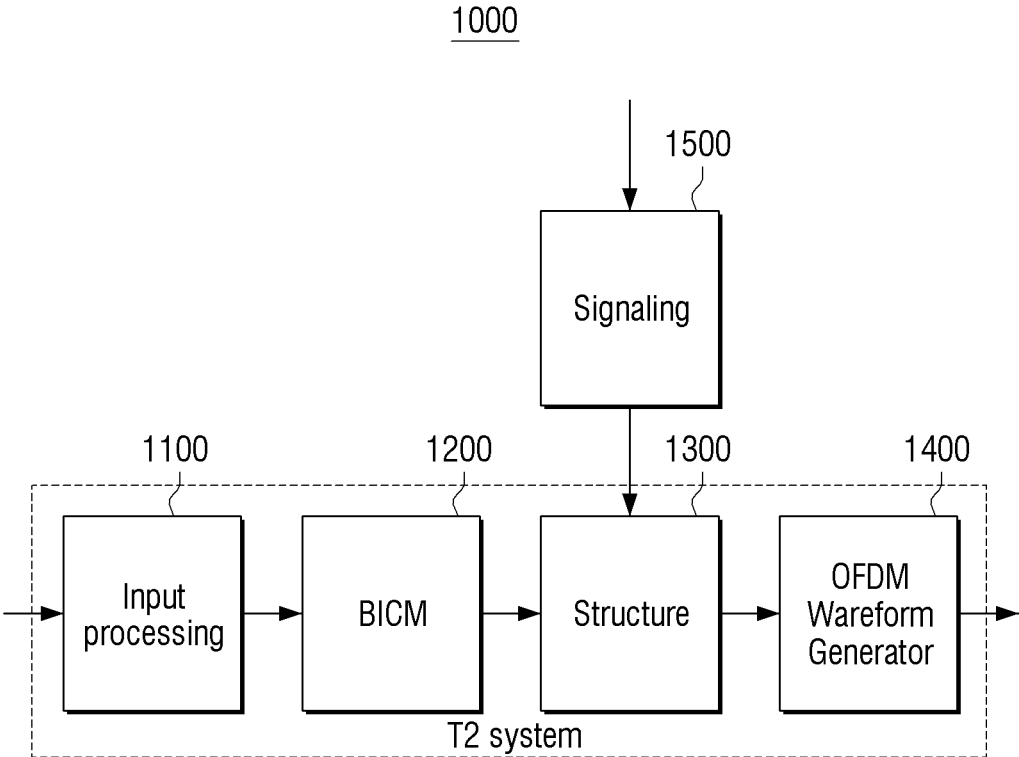 1000
1500
Signaling
1100
1200
1300
1400
Input
processing
BICM
Structure
OFDM
Wareform
Generator
T2 system